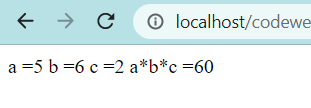 localhost/codewe
a =5 b =6 c =2 a*b*c =60